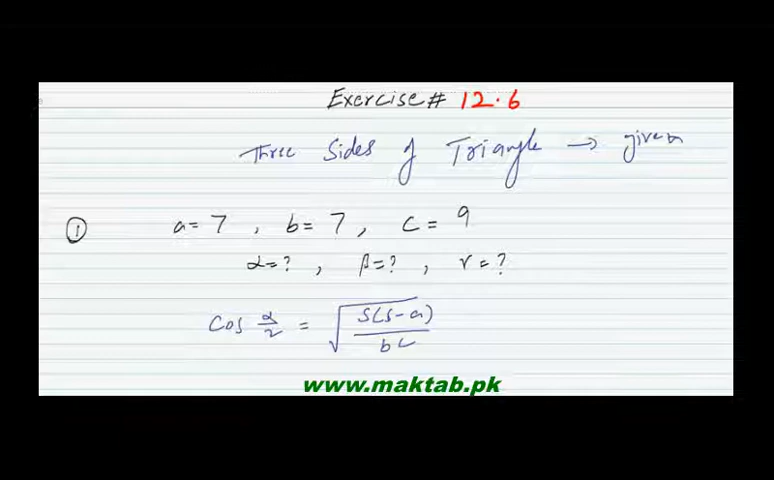 Exercise# 12.6
Three Sides of Triangle → given
① a= 7 , b= 7 , c= 9
α=? , β=? , γ=?
Cos α/2 = √(s(s-a)/bc)
www.maktab.pk